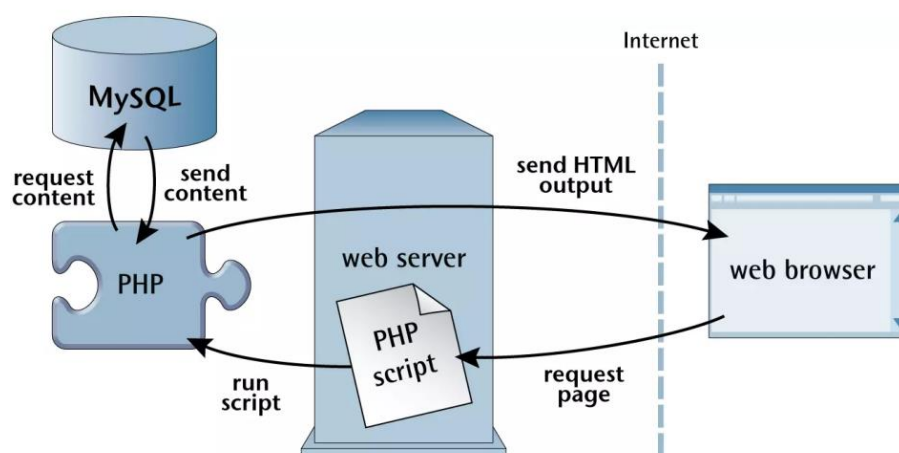 Internet
MySQL
request
content
send
content
send HTML
output
PHP
web server
web browser
PHP
script
run
script
request
page